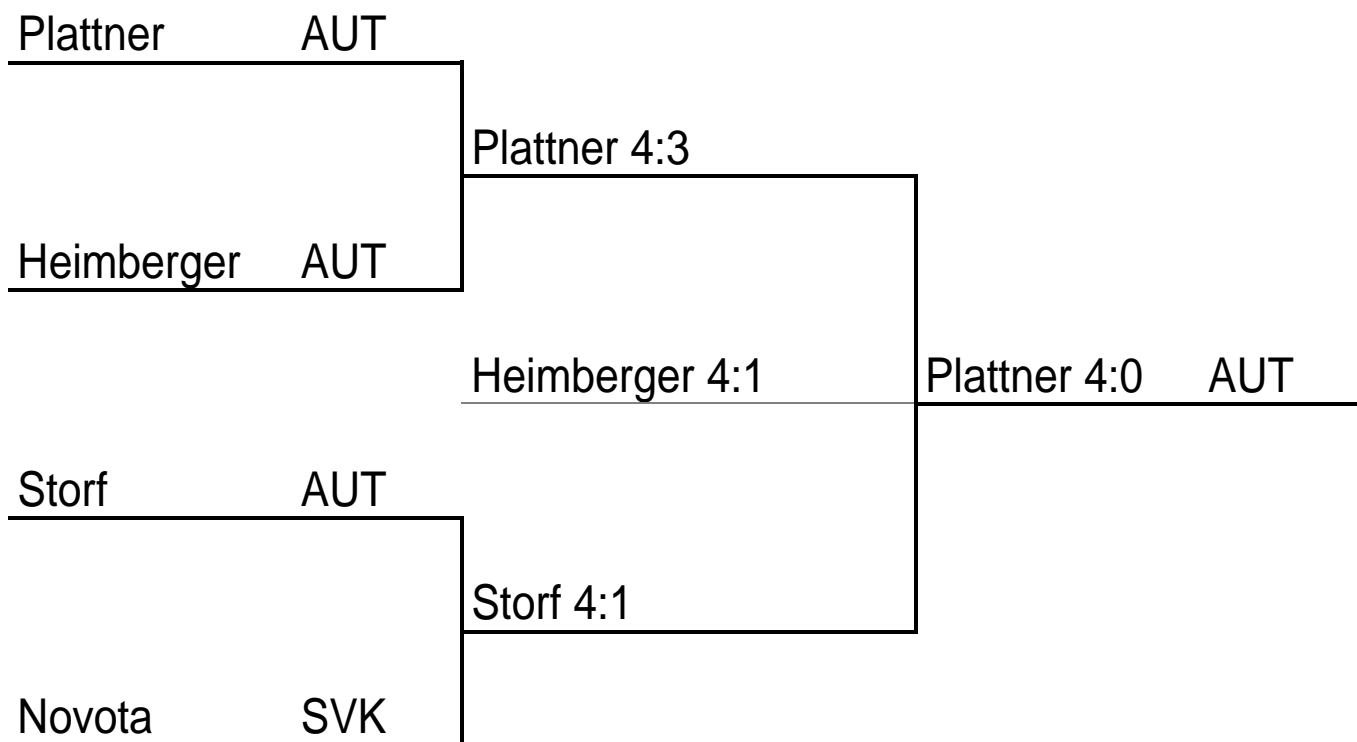 Plattner AUT
Plattner 4:3
Heimberger AUT
Heimberger 4:1 Plattner 4:0 AUT
Storf AUT
Storf 4:1
Novota SVK